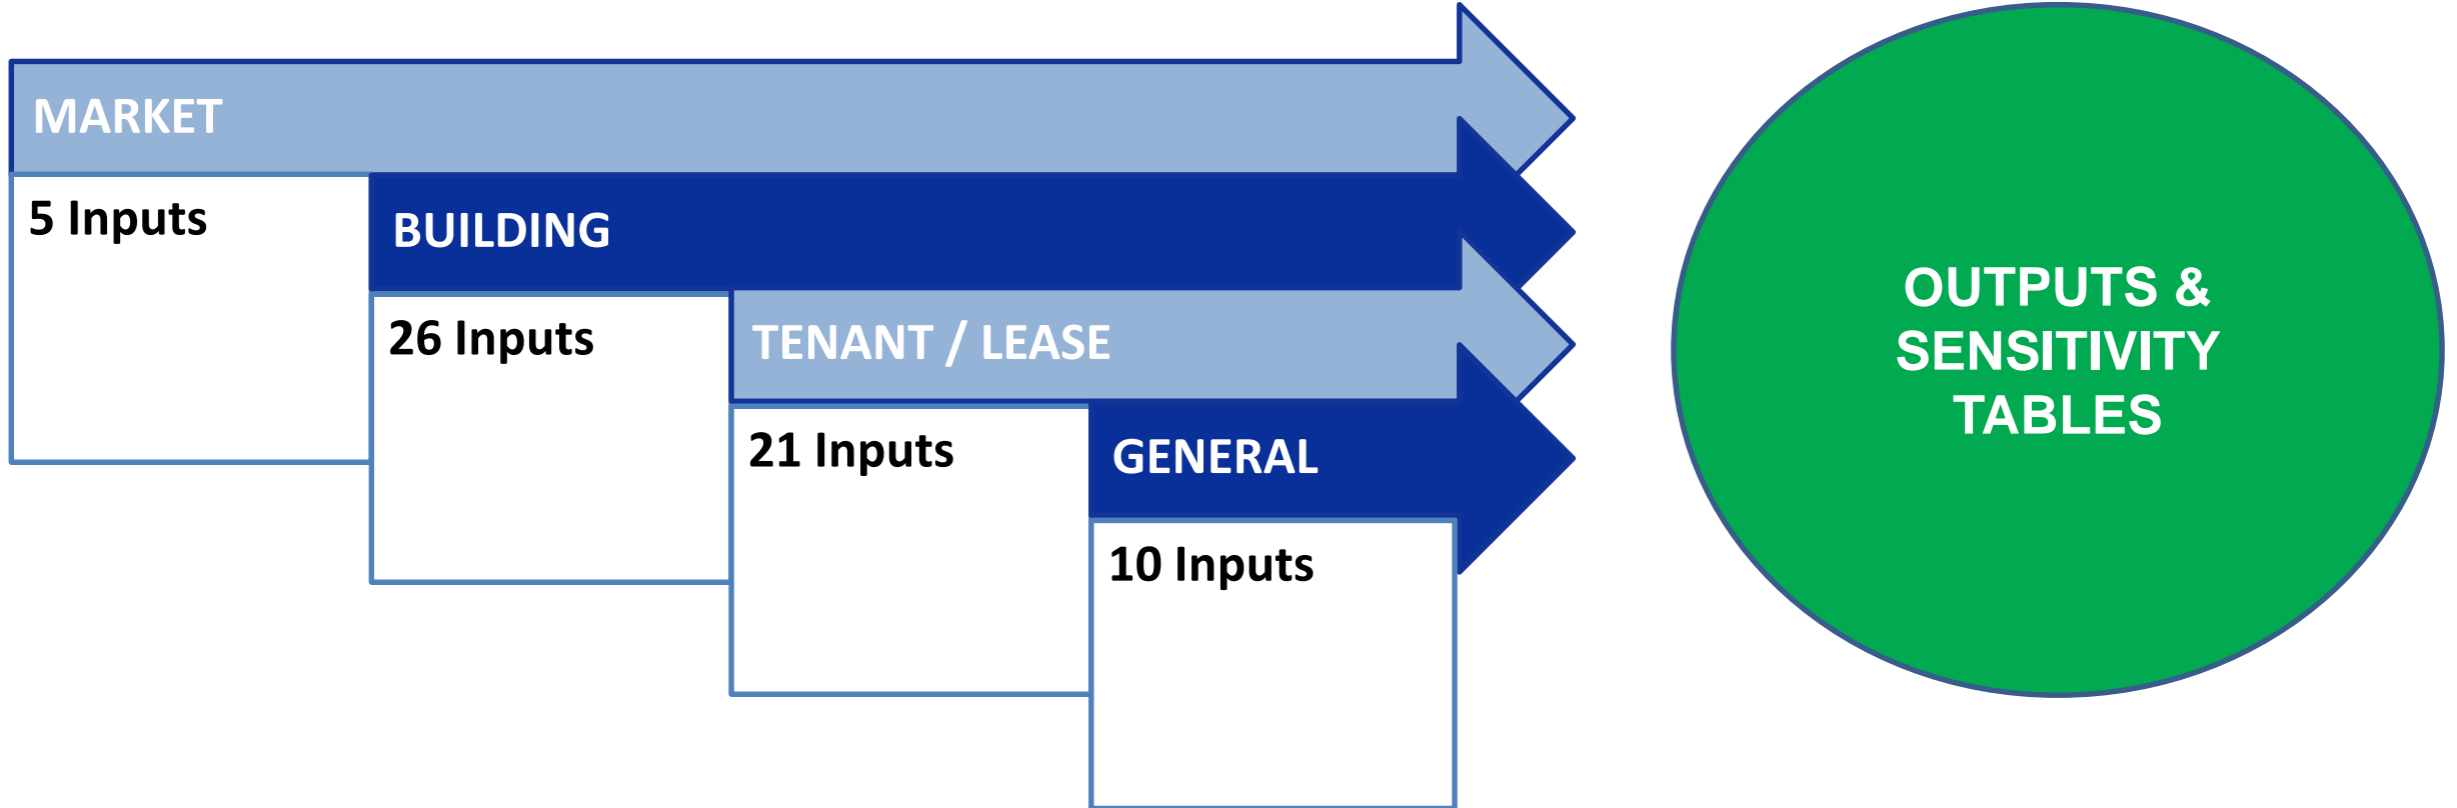 MARKET
5 Inputs
BUILDING
26 Inputs
TENANT / LEASE
21 Inputs
GENERAL
10 Inputs
OUTPUTS &
SENSITIVITY
TABLES